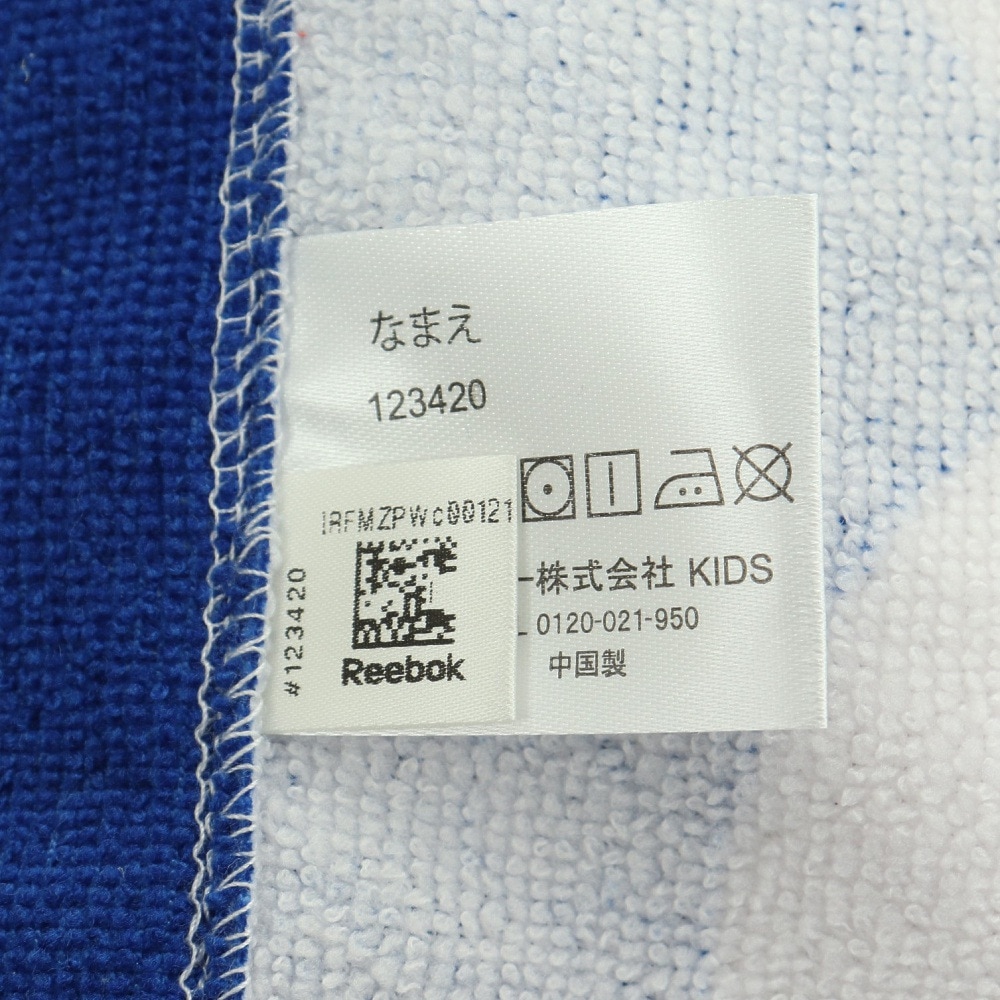 なまえ
123420
IRFMZPWc00121
ー株式会社 KIDS
0120-021-950
中国製
#123420
Reebok